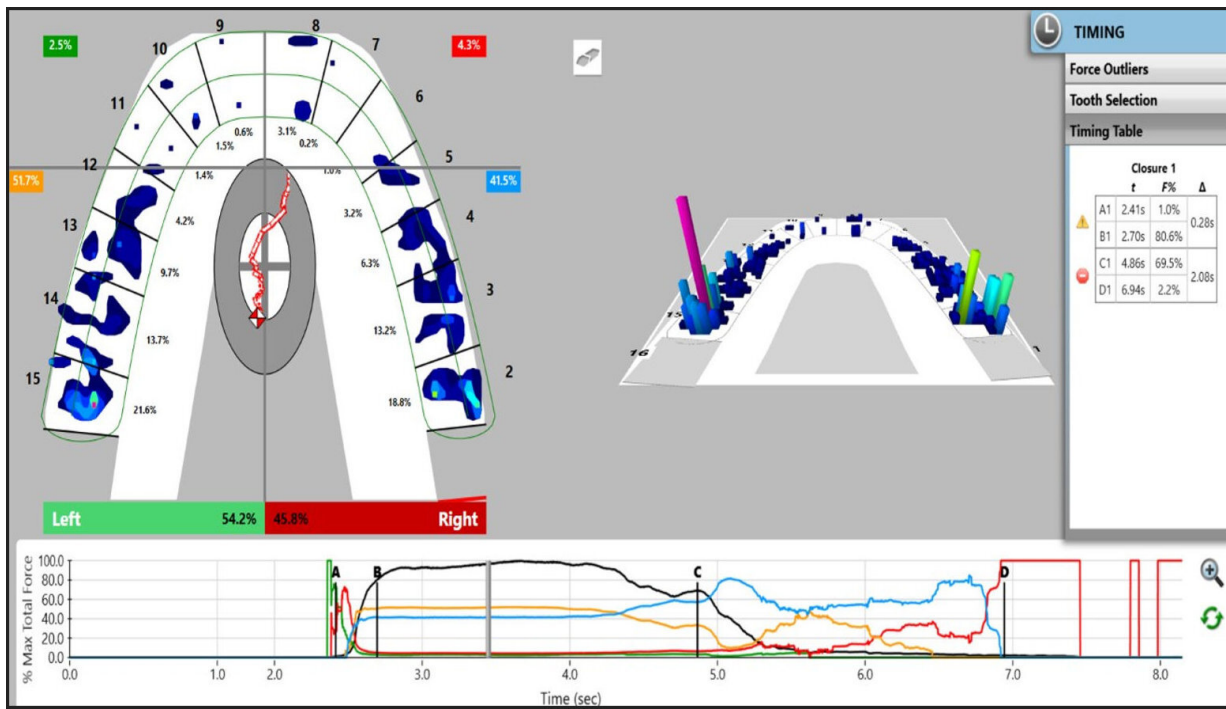 9
8
10
7
2.5%
4.3%
11
6
0.6%
3.1%
1.5%
0.2%
12
5
1.4%
1.0%
51.7%
41.5%
13
4
4.2%
3.2%
9.7%
6.3%
14
3
13.7%
13.2%
15
2
21.6%
18.8%
Left 54.2% 45.8% Right
15
16
TIMING
Force Outliers
Tooth Selection
Timing Table
Closure 1
t F% Δ
A1 2.41s 1.0% 0.28s
B1 2.70s 80.6%
C1 4.86s 69.5% 2.08s
D1 6.94s 2.2%
% Max Total Force
100.0
80.0
60.0
40.0
20.0
0.0
A B C D
0.0 1.0 2.0 3.0 4.0 5.0 6.0 7.0 8.0
Time (sec)